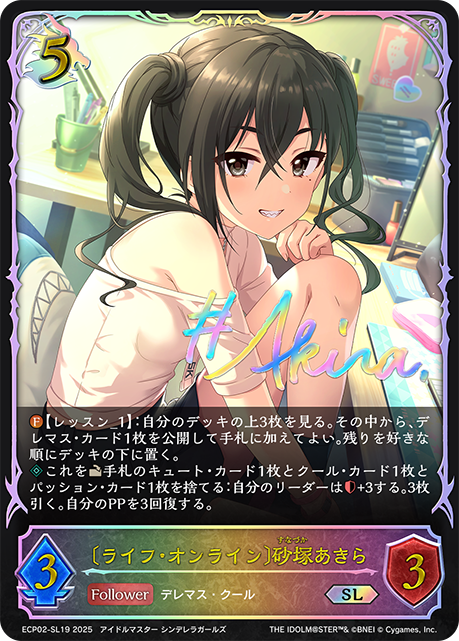 5
#Akira.
F【レッスン_1】:自分のデッキの上3枚を見る。その中から、デ
レマス・カード1枚を公開して手札に加えてよい。残りを好きな
順にデッキの下に置く。
これを手札のキュート・カード1枚とクール・カード1枚と
パッション・カード1枚を捨てる:自分のリーダーは+3する。3枚
引く。自分のPPを3回復する。
すなづか
〔ライフ・オンライン〕砂塚あきら
3
Follower デレマス・クール
SL
3
ECP02-SL19 2025 アイドルマスター シンデレラガールズ
THE IDOLM@STER™& ©BNEI © Cygames, Inc.